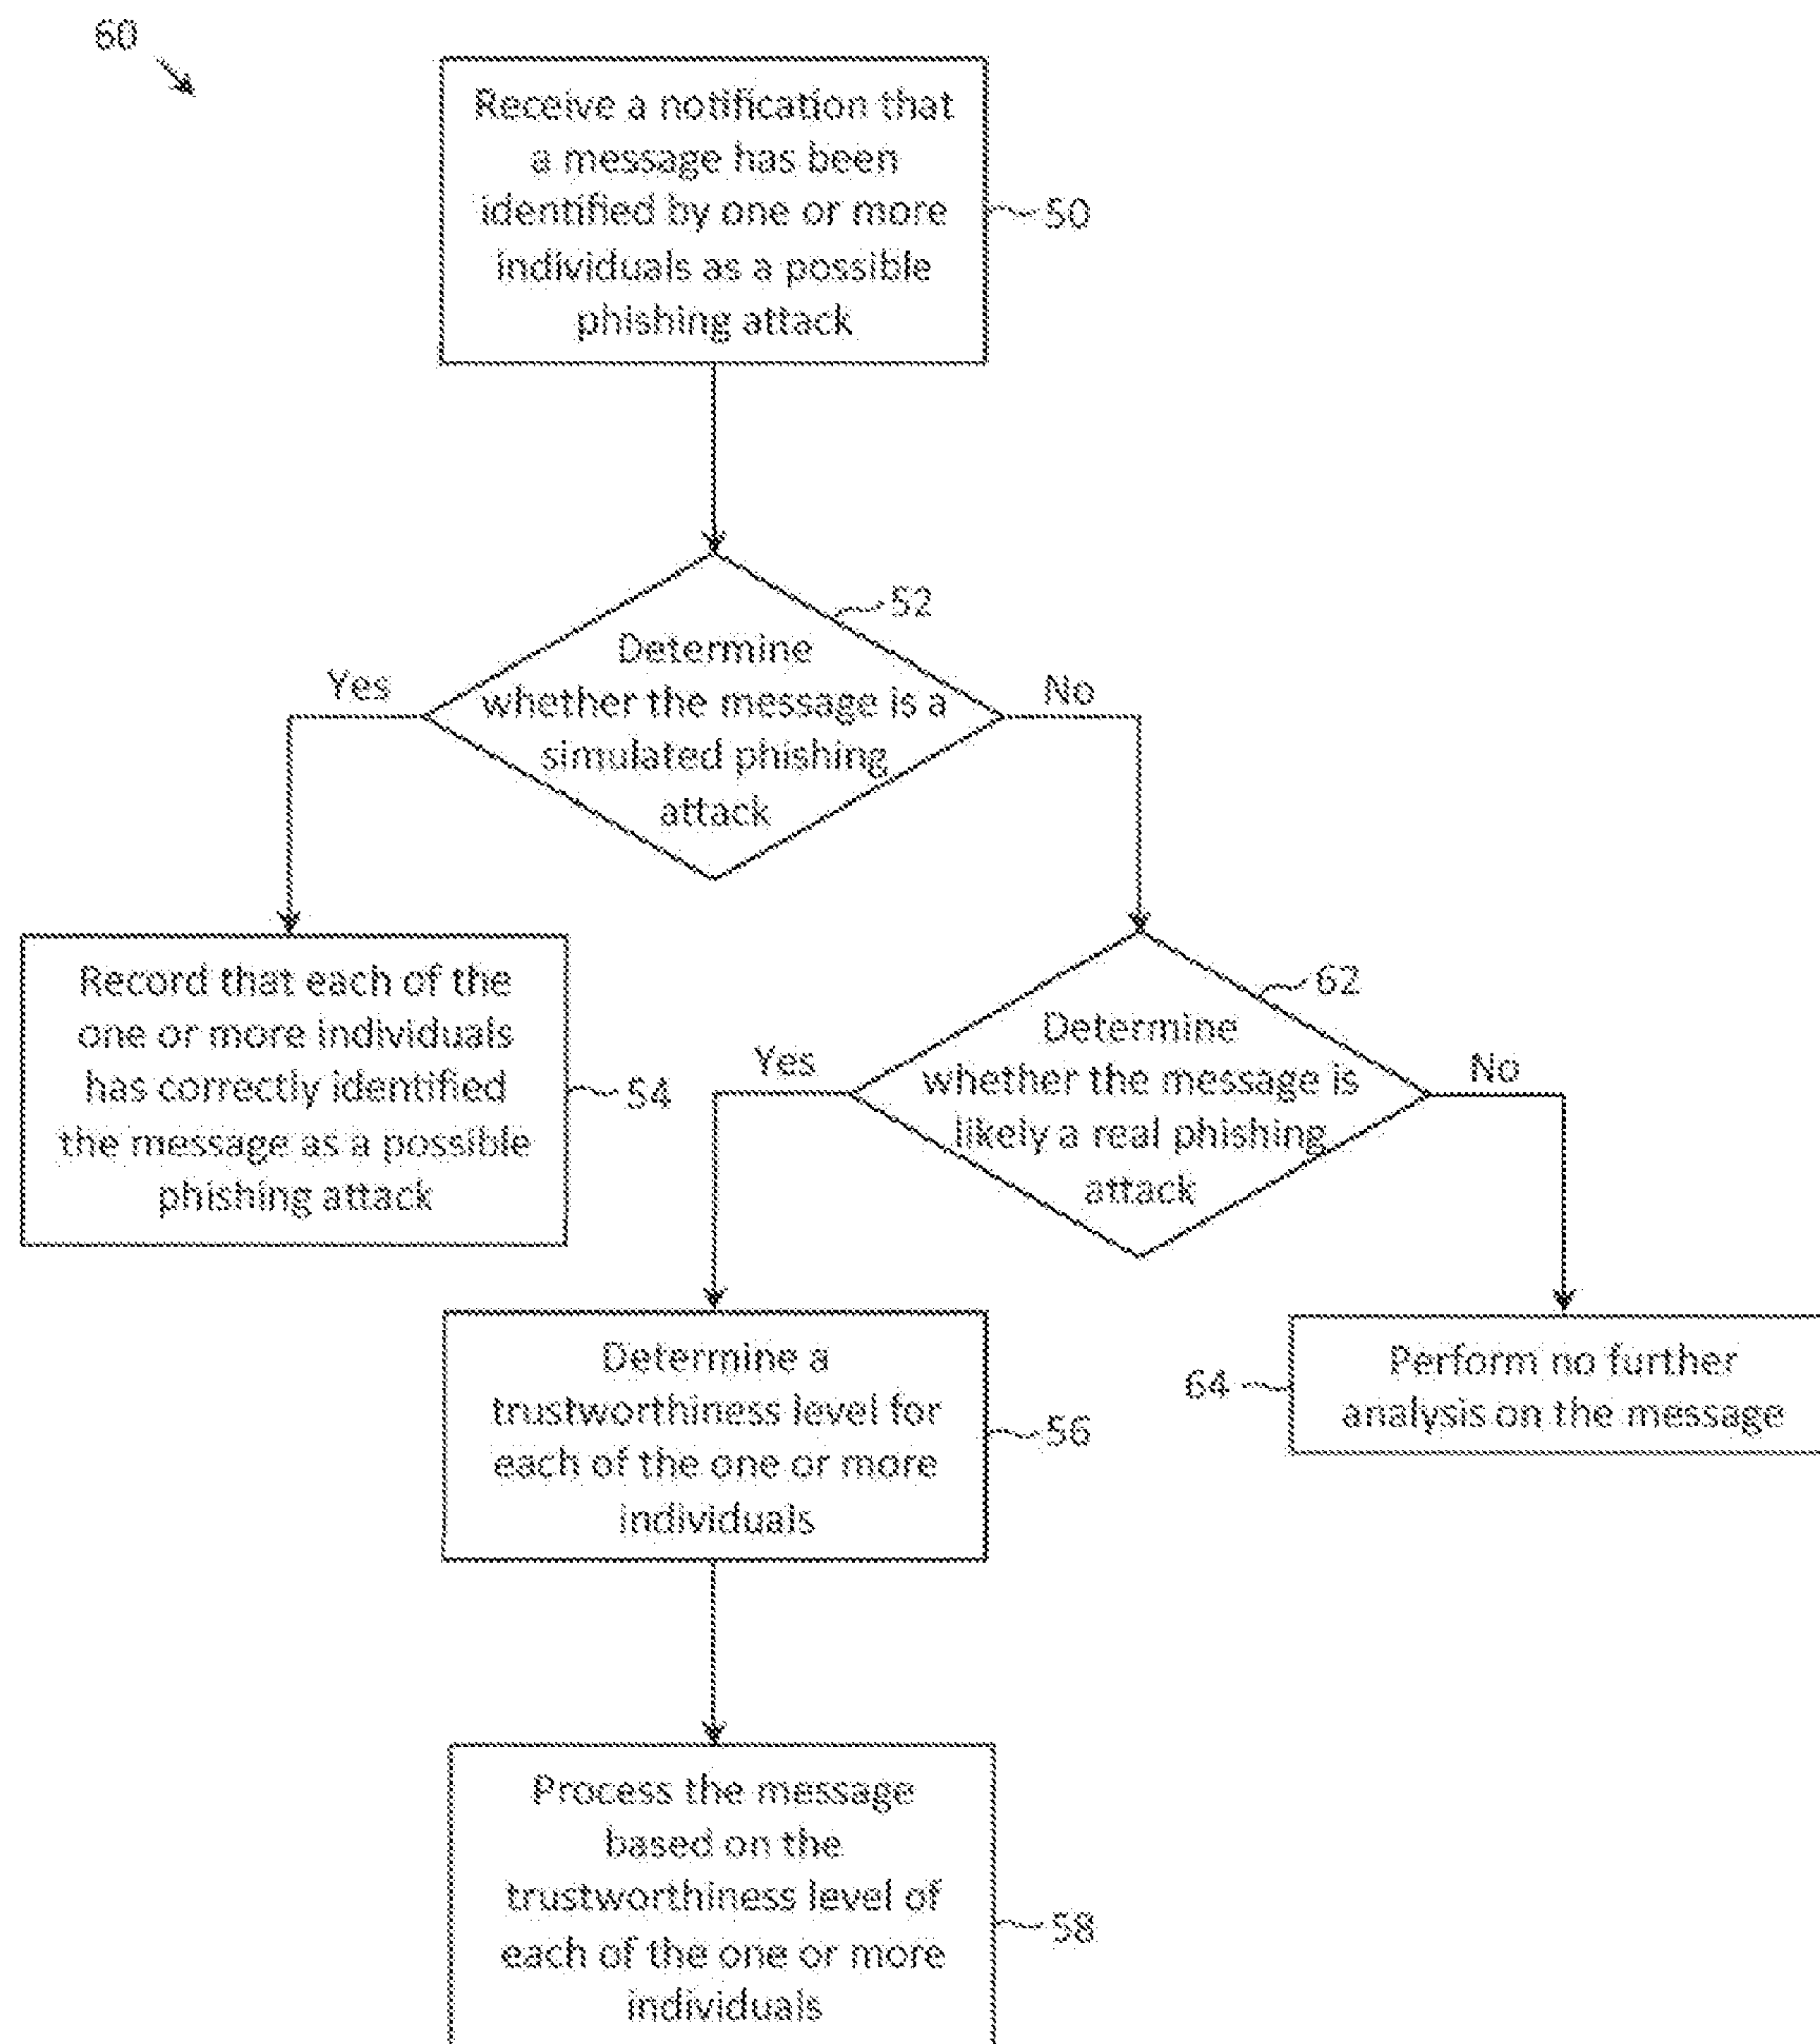 60
Receive a notification that
a message has been
identified by one or more
individuals as a possible
phishing attack
50
52
Determine
whether the message is a
simulated phishing
attack
Yes
No
Record that each of the
one or more individuals
has correctly identified
the message as a possible
phishing attack
54
62
Determine
whether the message is
likely a real phishing
attack
Yes
No
Determine a
trustworthiness level for
each of the one or more
individuals
56
64
Perform no further
analysis on the message
Process the message
based on the
trustworthiness level of
each of the one or more
individuals
58